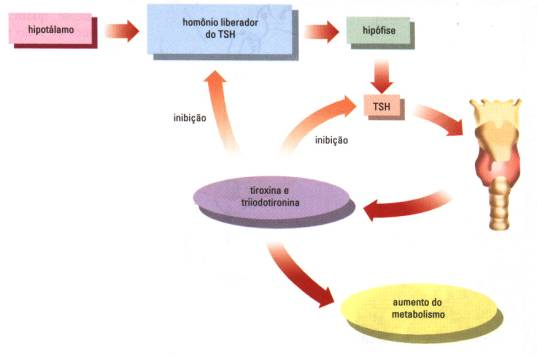 hipotálamo
homônio liberador
do TSH
hipófise
TSH
inibição
inibição
tiroxina e
triiodotironina
aumento do
metabolismo